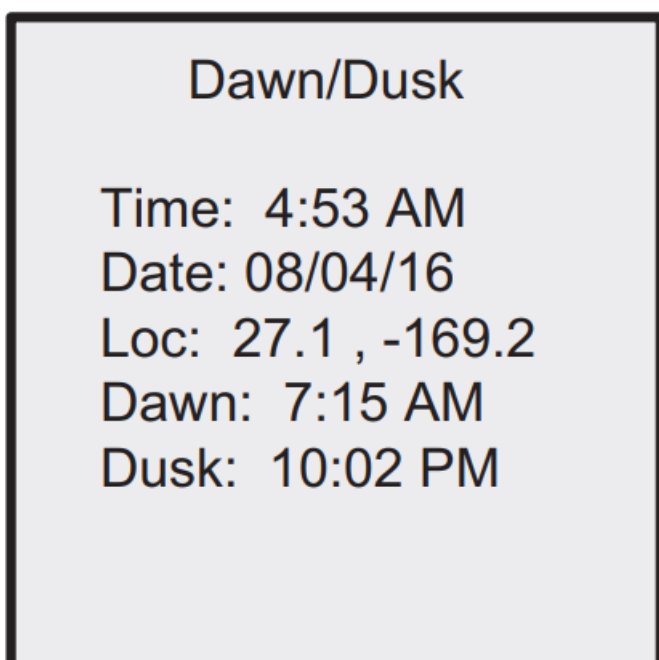 Dawn/Dusk
Time: 4:53 AM
Date: 08/04/16
Loc: 27.1 , -169.2
Dawn: 7:15 AM
Dusk: 10:02 PM